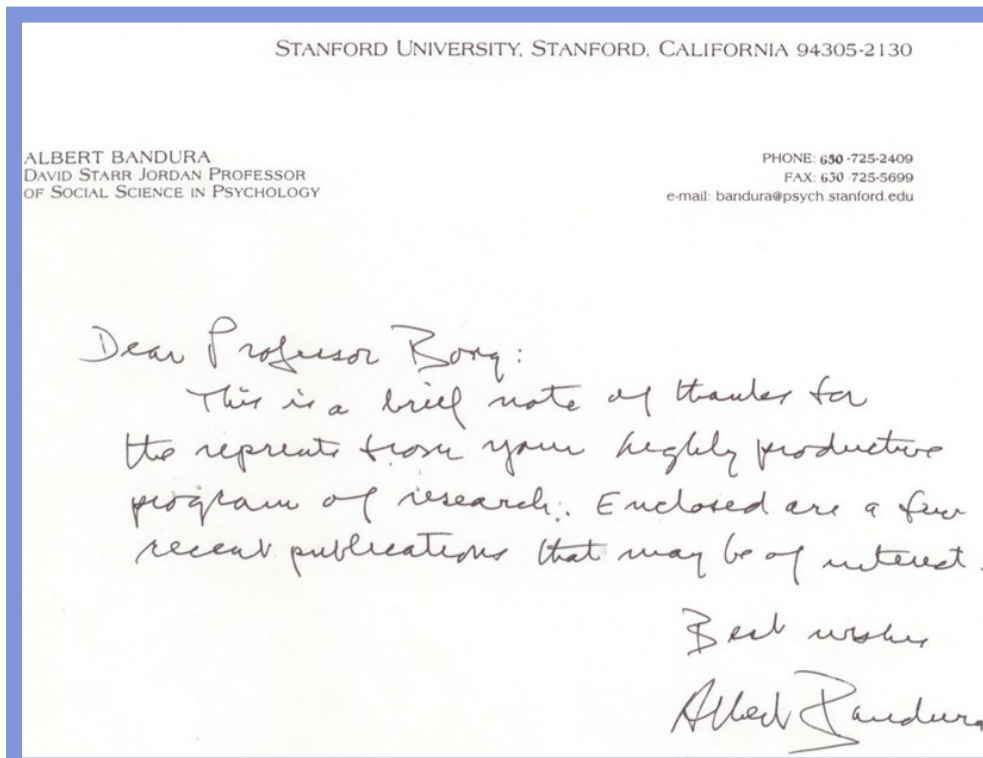 STANFORD UNIVERSITY, STANFORD, CALIFORNIA 94305-2130
ALBERT BANDURA
DAVID STARR JORDAN PROFESSOR
OF SOCIAL SCIENCE IN PSYCHOLOGY
PHONE: 650-725-2409
FAX: 650-725-5699
e-mail: bandura@psych.stanford.edu
Dear Professor Borg:
This is a brief note of thanks for
the reprints from your highly productive
program of research. Enclosed are a few
recent publications that may be of interest.
Best wishes
Albert Bandura